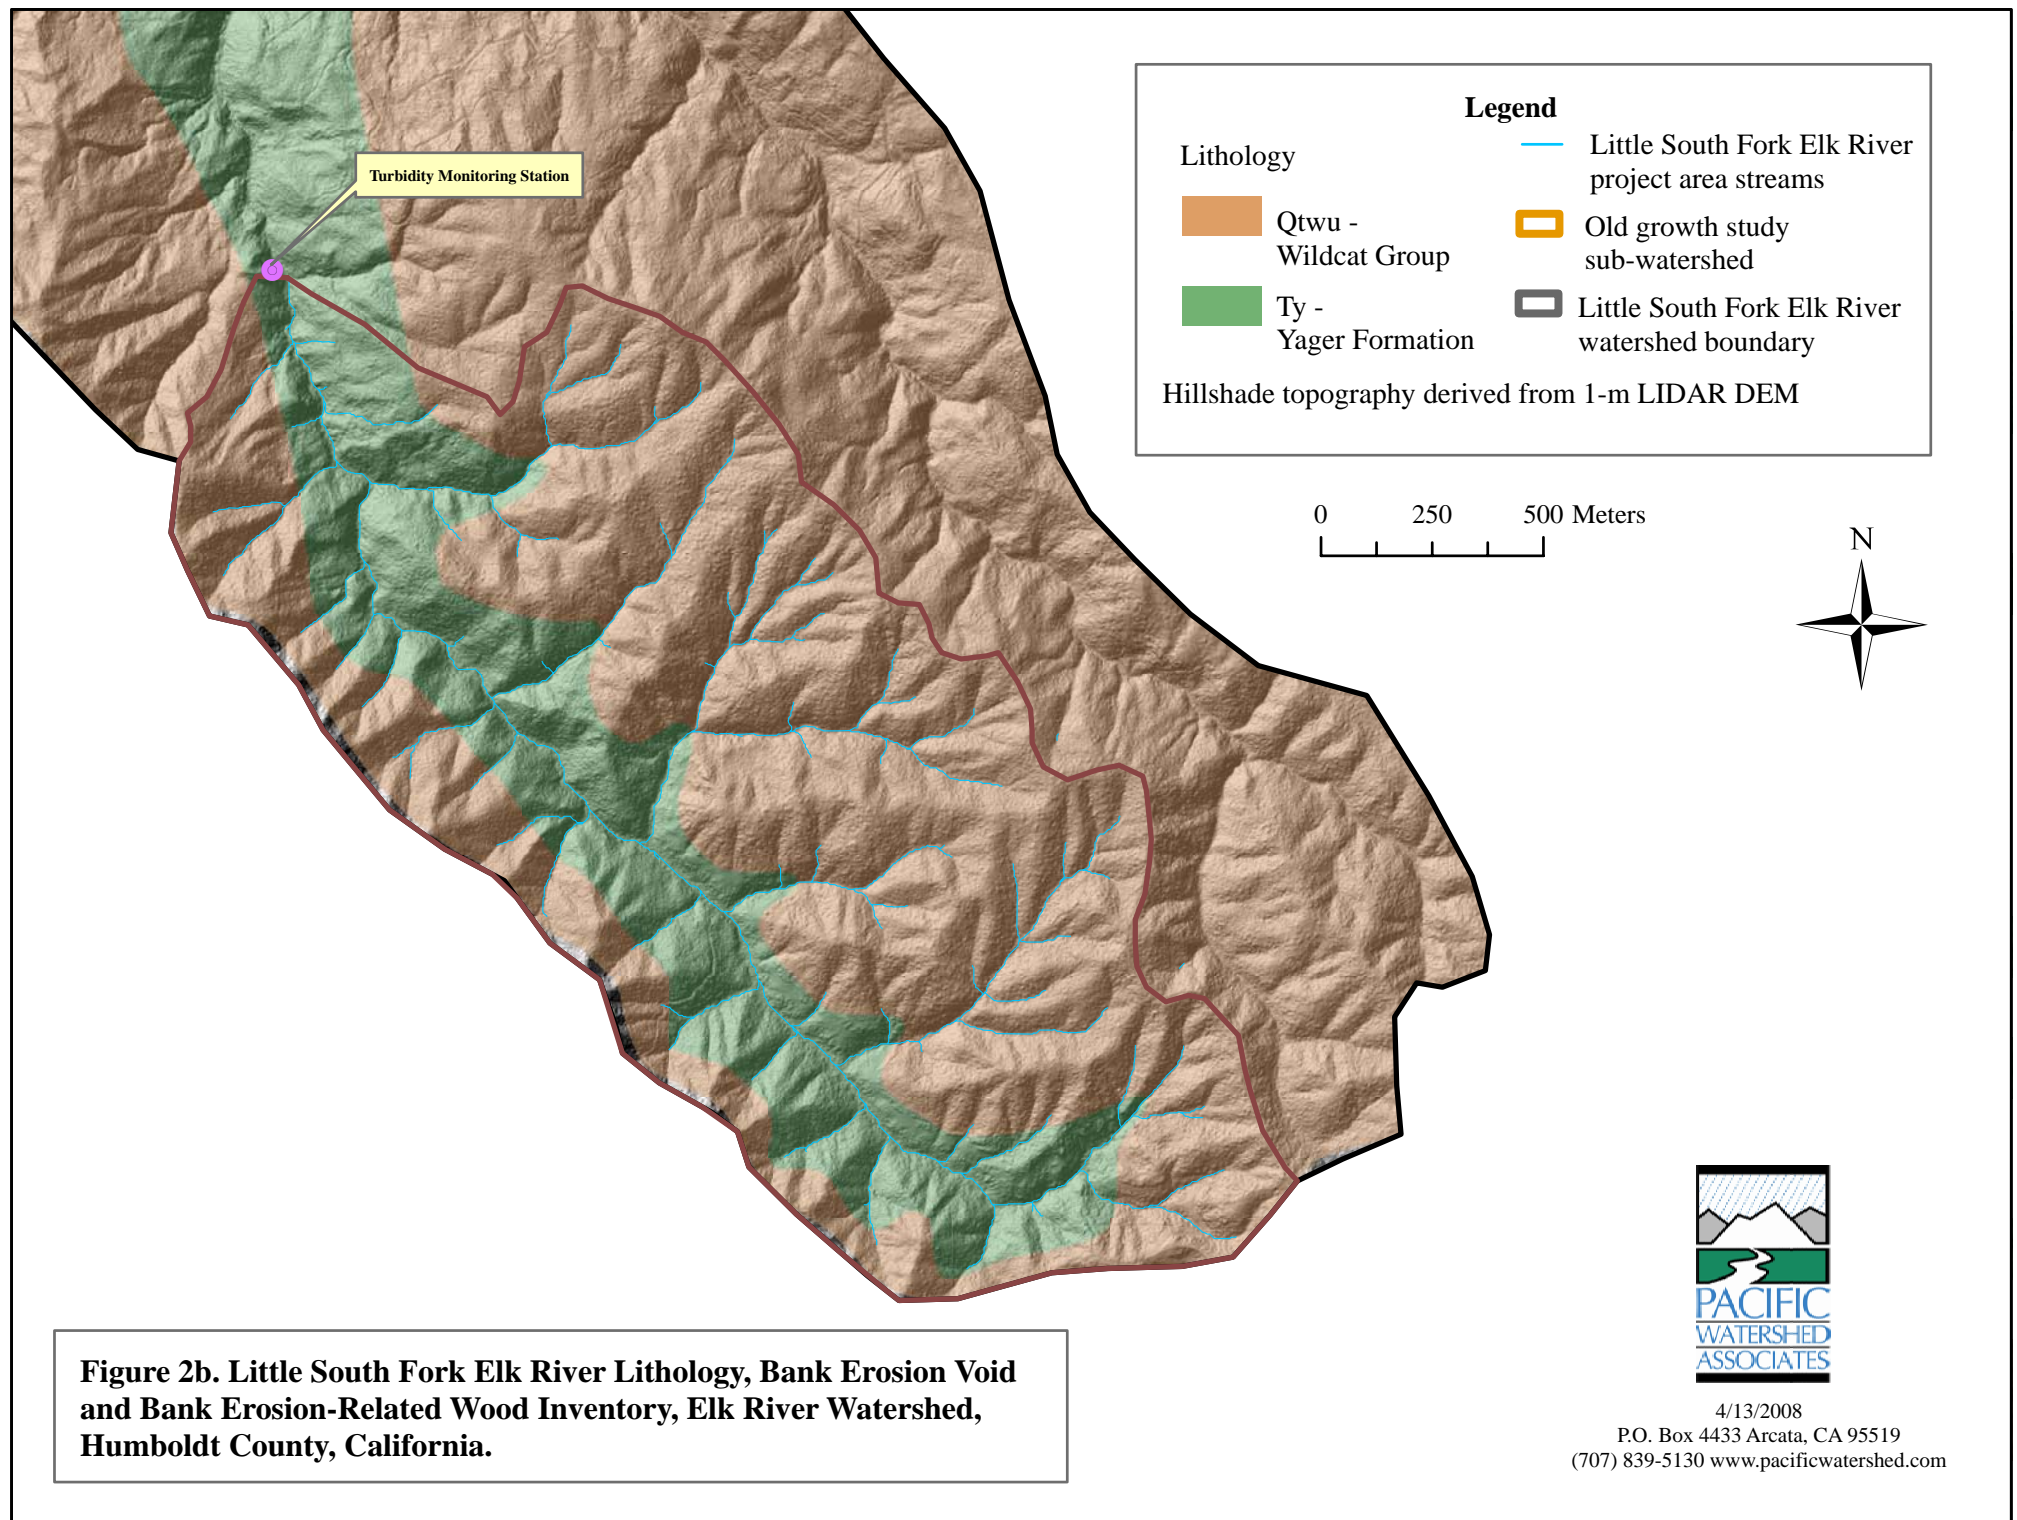 Turbidity Monitoring Station
Legend
Lithology
Qtwu -
Wildcat Group
Ty -
Yager Formation
Little South Fork Elk River
project area streams
Old growth study
sub-watershed
Little South Fork Elk River
watershed boundary
Hillshade topography derived from 1-m LIDAR DEM
0 250 500 Meters
N
Figure 2b. Little South Fork Elk River Lithology, Bank Erosion Void
and Bank Erosion-Related Wood Inventory, Elk River Watershed,
Humboldt County, California.
PACIFIC
WATERSHED
ASSOCIATES
4/13/2008
P.O. Box 4433 Arcata, CA 95519
(707) 839-5130 www.pacificwatershed.com